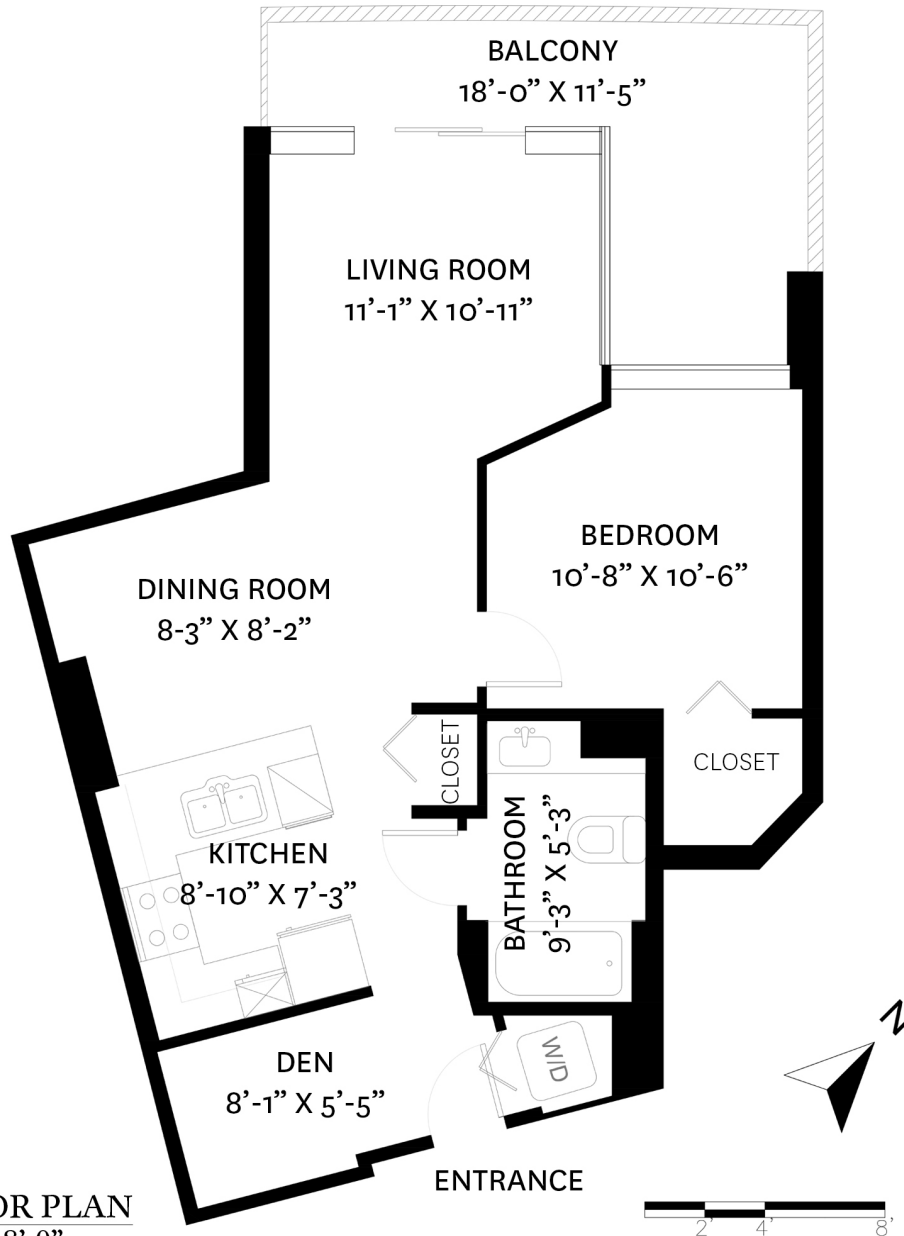 BALCONY
18’-0” X 11’-5”
LIVING ROOM
11’-1” X 10’-11”
BEDROOM
10’-8” X 10’-6”
DINING ROOM
8-3” X 8’-2”
CLOSET
CLOSET
BATHROOM
9’-3” X 5’-3”
KITCHEN
8’-10” X 7’-3”
W/D
DEN
8’-1” X 5’-5”
N
ENTRANCE
OR PLAN
2' 4' 8'